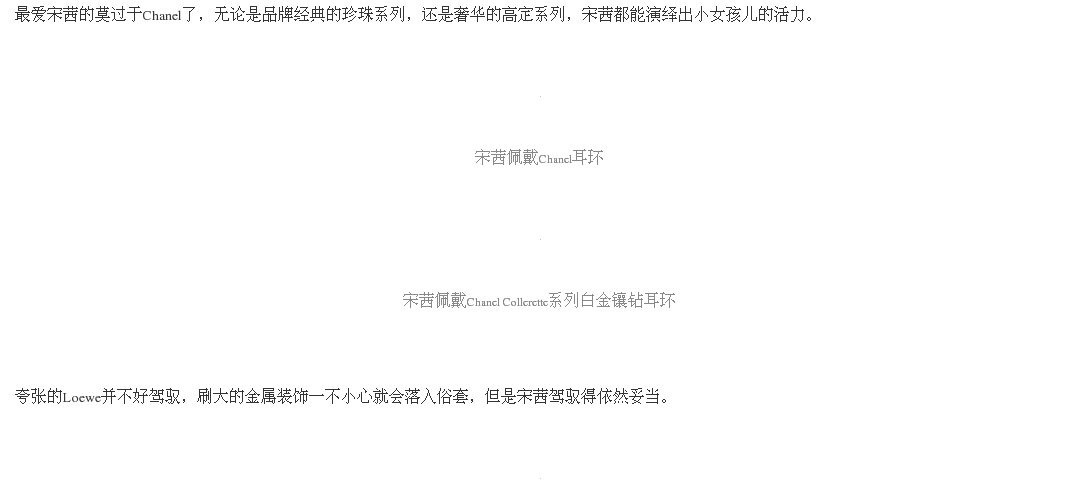 最爱宋茜的莫过于Chanel了，无论是品牌经典的珍珠系列，还是奢华的高定系列，宋茜都能演绎出小女孩儿的活力。
宋茜佩戴Chanel耳环
宋茜佩戴Chanel Collerette系列白金镶钻耳环
夸张的Loewe并不好驾驭，刷大的金属装饰一不小心就会落入俗套，但是宋茜驾驭得依然妥当。